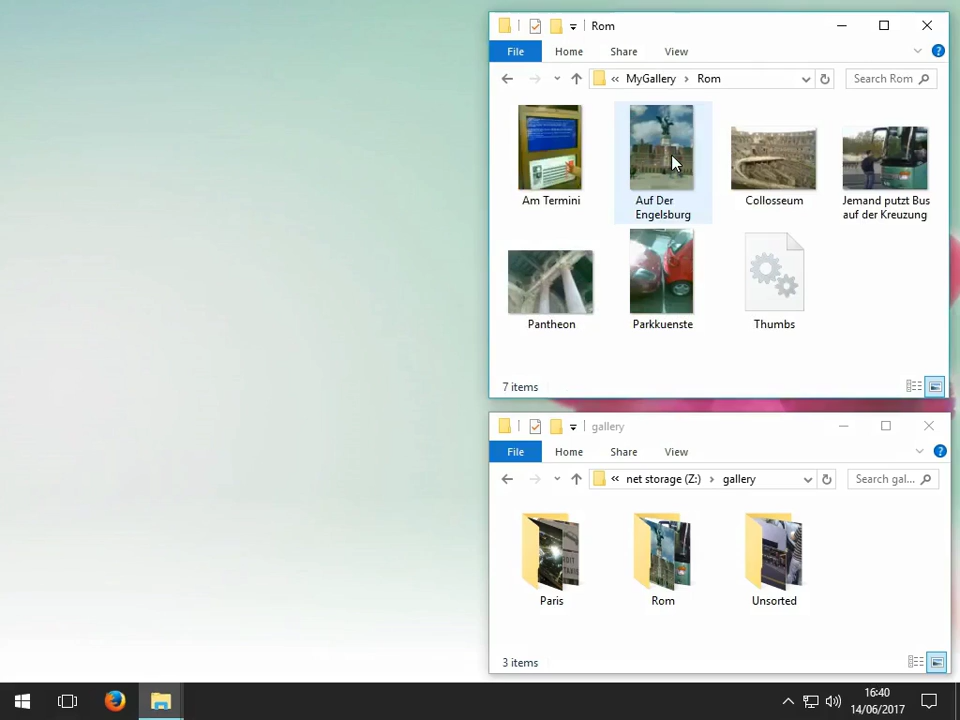 Rom
File Home Share View
« MyGallery > Rom
Search Rom
Am Termini
Auf Der
Engelsburg
Collosseum
Jemand putzt Bus
auf der Kreuzung
Pantheon
Parkkuenste
Thumbs
7 items
gallery
File Home Share View
« net storage (Z:) > gallery
Search gal...
Paris
Rom
Unsorted
3 items
16:40
14/06/2017